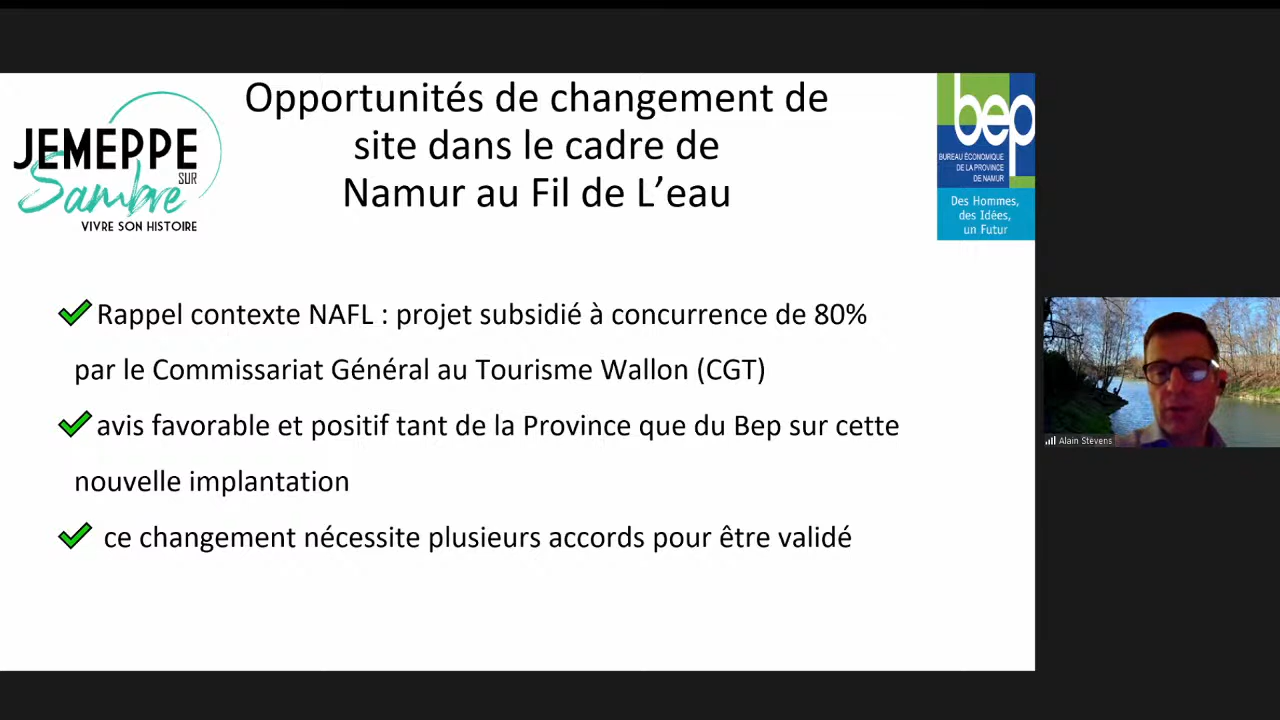 Opportunités de changement de
site dans le cadre de
Namur au Fil de L’eau
JEMEPPE
SUR
Sambre
VIVRE SON HISTOIRE
bep
BUREAU ÉCONOMIQUE
DE LA PROVINCE
DE NAMUR
Des Hommes,
des Idées,
un Futur
Rappel contexte NAFL : projet subsidié à concurrence de 80%
par le Commissariat Général au Tourisme Wallon (CGT)
avis favorable et positif tant de la Province que du Bep sur cette
nouvelle implantation
ce changement nécessite plusieurs accords pour être validé
Alain Stevens